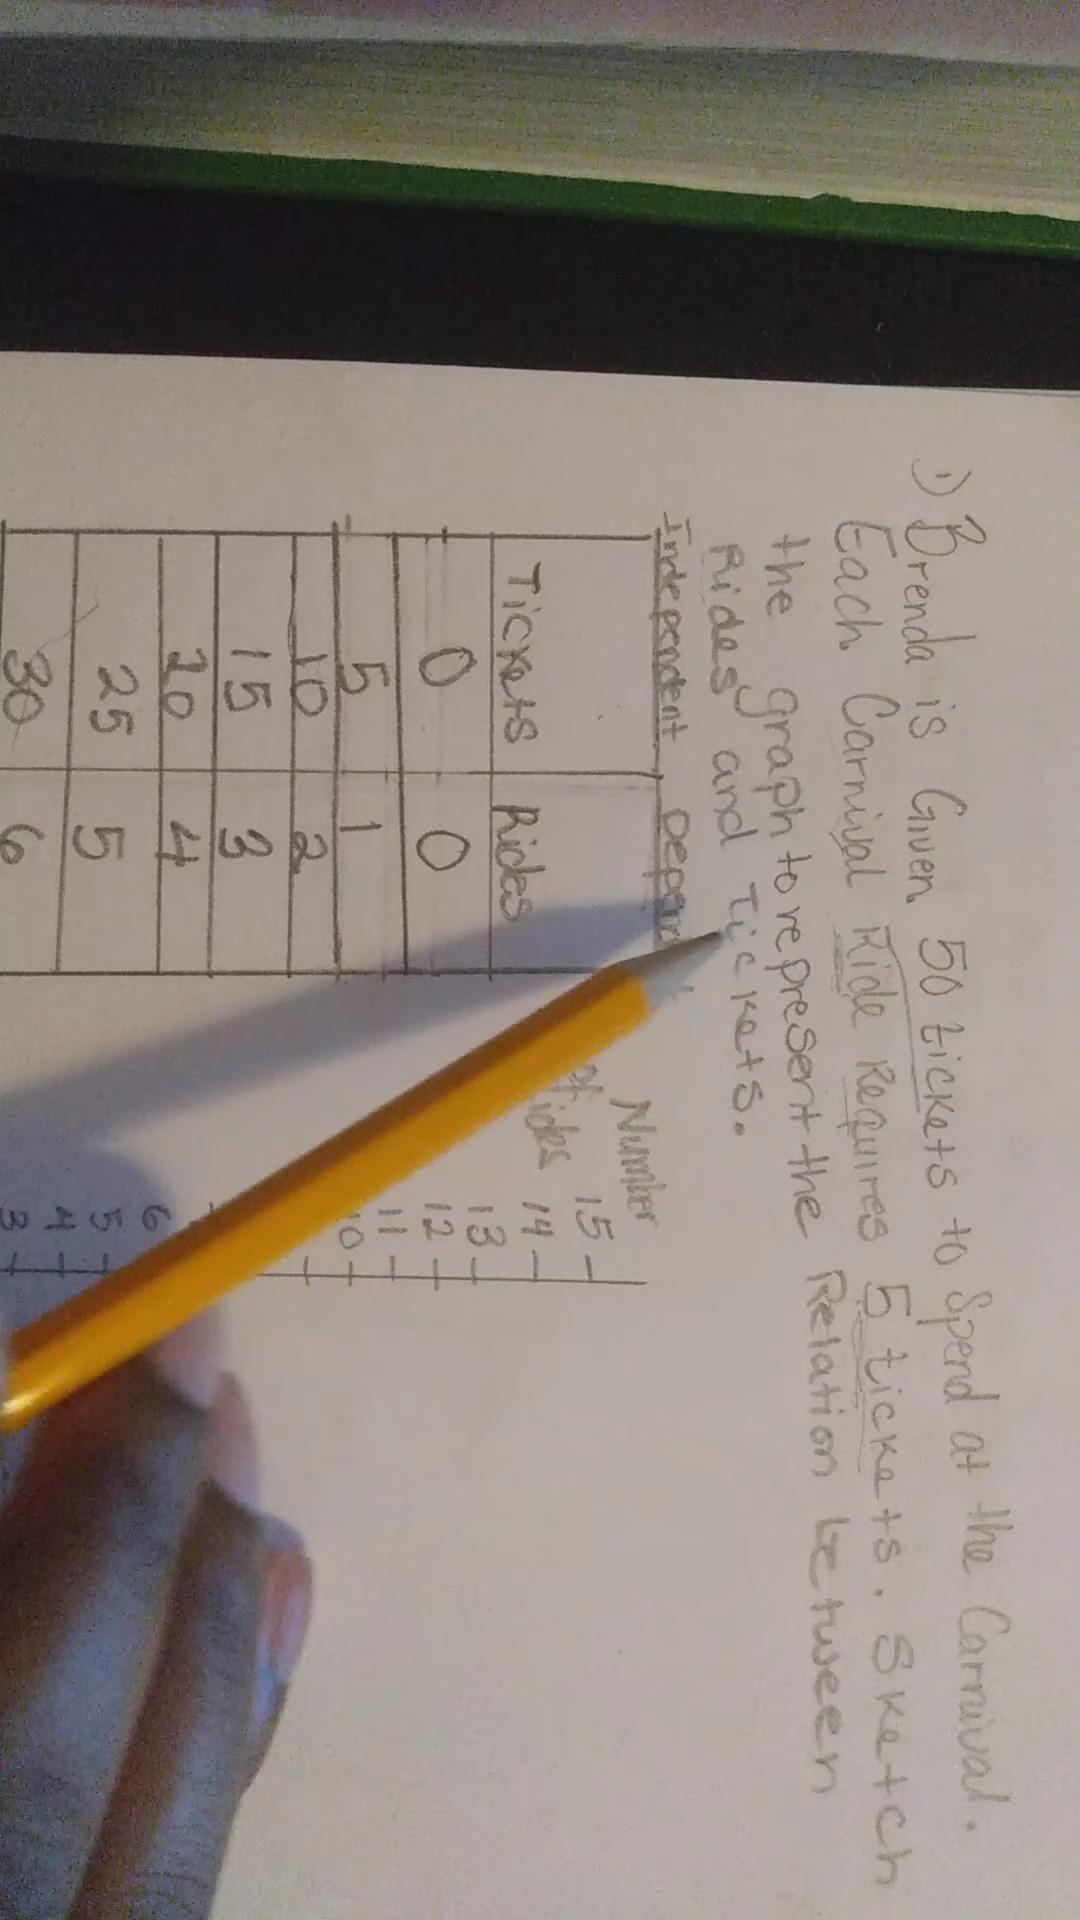 1) Brenda is Given 50 tickets to Spend at the Carnival.
Each Carnival Ride Requires 5 tickets. Sketch
the graph to represent the Relation between
Rides and Tickets.
Independent
Tickets Rides
0 0
5 1
10 2
15 3
20 4
25 5
30 6
Number
of
15
14
13
12
11
10
6
5
4
3